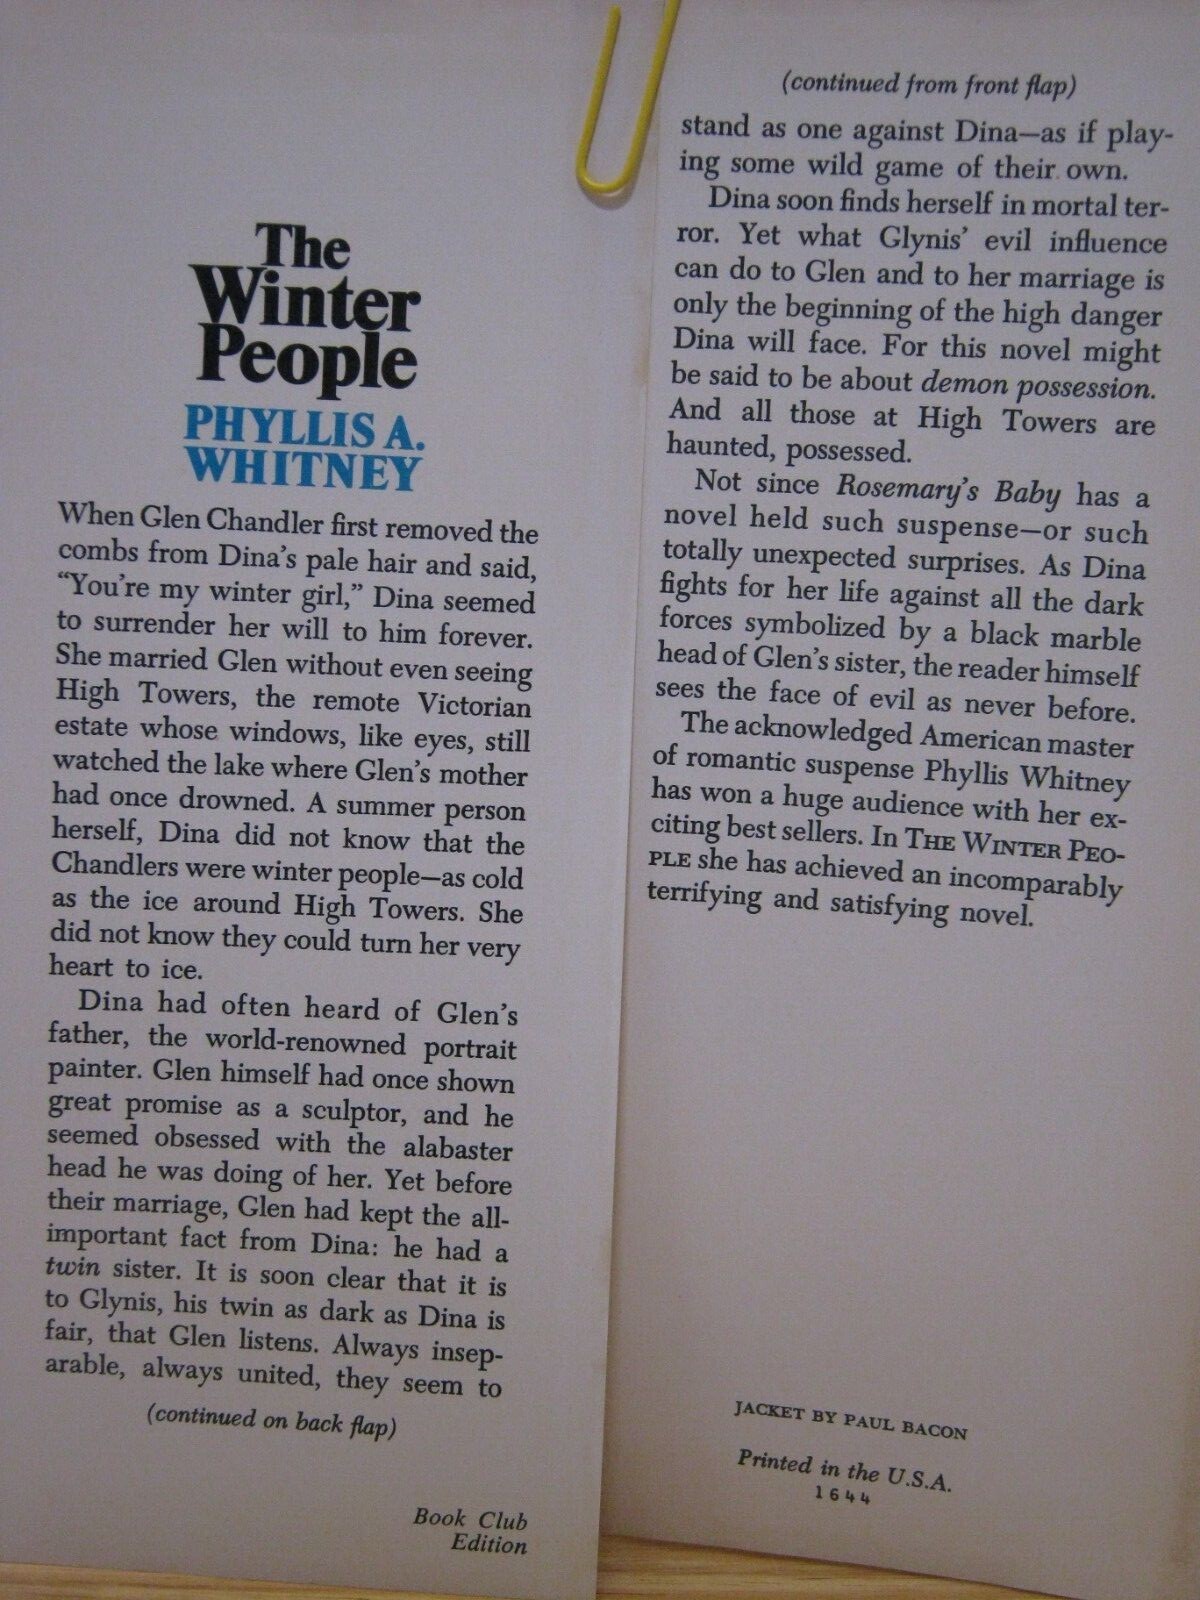 The
Winter
People
PHYLLIS A.
WHITNEY
When Glen Chandler first removed the
combs from Dina's pale hair and said,
"You're my winter girl," Dina seemed
to surrender her will to him forever.
She married Glen without even seeing
High Towers, the remote Victorian
estate whose windows, like eyes, still
watched the lake where Glen's mother
had once drowned. A summer person
herself, Dina did not know that the
Chandlers were winter people—as cold
as the ice around High Towers. She
did not know they could turn her very
heart to ice.
Dina had often heard of Glen's
father, the world-renowned portrait
painter. Glen himself had once shown
great promise as a sculptor, and he
seemed obsessed with the alabaster
head he was doing of her. Yet before
their marriage, Glen had kept the all-
important fact from Dina: he had a
twin sister. It is soon clear that it is
to Glynis, his twin as dark as Dina is
fair, that Glen listens. Always insep-
arable, always united, they seem to
(continued on back flap)
Book Club
Edition
(continued from front flap)
stand as one against Dina—as if play-
ing some wild game of their own.
Dina soon finds herself in mortal ter-
ror. Yet what Glynis' evil influence
can do to Glen and to her marriage is
only the beginning of the high danger
Dina will face. For this novel might
be said to be about demon possession.
And all those at High Towers are
haunted, possessed.
Not since Rosemary's Baby has a
novel held such suspense—or such
totally unexpected surprises. As Dina
fights for her life against all the dark
forces symbolized by a black marble
head of Glen's sister, the reader himself
sees the face of evil as never before.
The acknowledged American master
of romantic suspense Phyllis Whitney
has won a huge audience with her ex-
citing best sellers. In THE WINTER PEO-
PLE she has achieved an incomparably
terrifying and satisfying novel.
JACKET BY PAUL BACON
Printed in the U.S.A.
1644